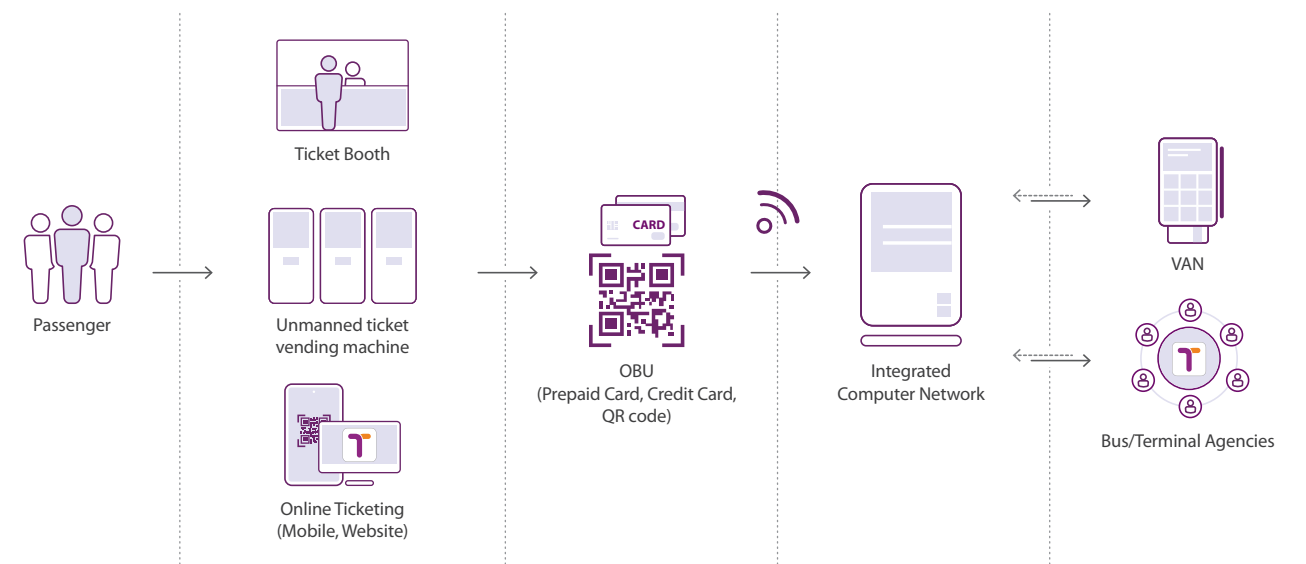 Passenger
Ticket Booth
Unmanned ticket
vending machine
Online Ticketing
(Mobile, Website)
CARD
OBU
(Prepaid Card, Credit Card,
QR code)
Integrated
Computer Network
VAN
T
Bus/Terminal Agencies